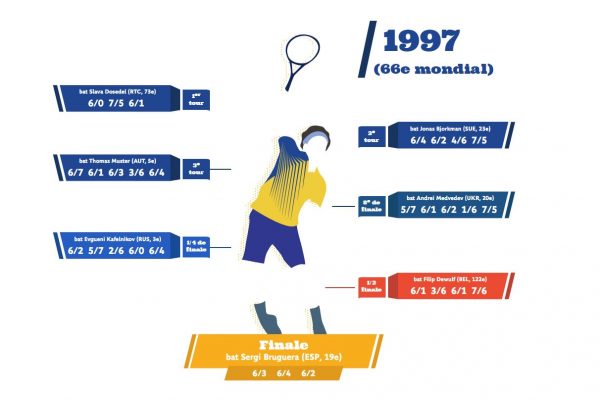 1997
(66e mondial)
bat Slava Dosedel (RTC, 73e)
6/0 7/5 6/1
1er
tour
2e
tour
bat Jonas Bjorkman (SUE, 23e)
6/4 6/2 4/6 7/5
bat Thomas Muster (AUT, 5e)
6/7 6/1 6/3 3/6 6/4
3e
tour
8e de
finale
bat Andrei Medvedev (UKR, 20e)
5/7 6/1 6/2 1/6 7/5
bat Evgueni Kafelnikov (RUS, 3e)
6/2 5/7 2/6 6/0 6/4
1/4 de
finale
1/2
finale
bat Filip Dewulf (BEL, 122e)
6/1 3/6 6/1 7/6
Finale
bat Sergi Bruguera (ESP, 19e)
6/3 6/4 6/2